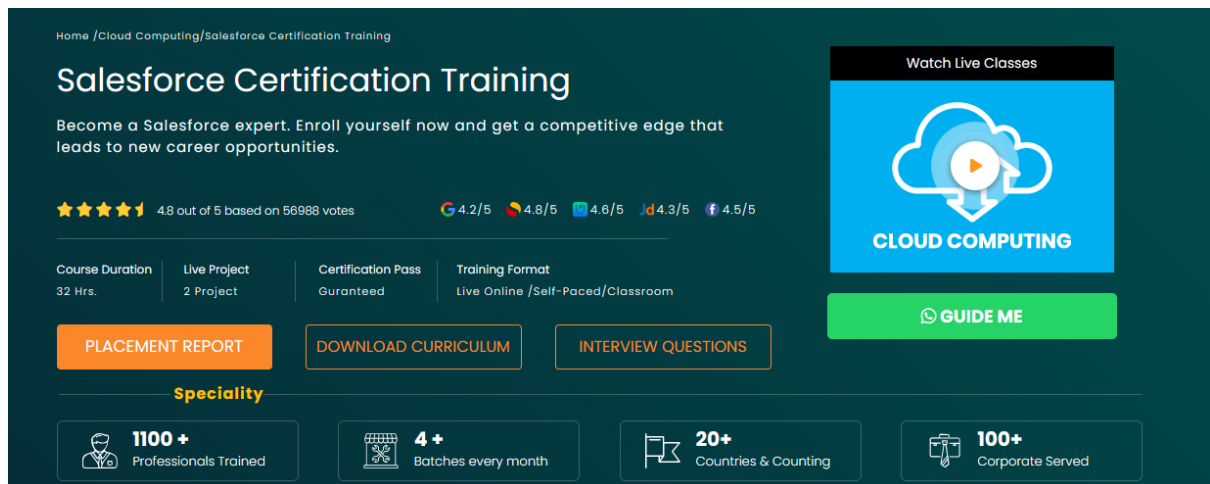 Home /Cloud Computing/Salesforce Certification Training
Salesforce Certification Training
Become a Salesforce expert. Enroll yourself now and get a competitive edge that
leads to new career opportunities.
4.8 out of 5 based on 56988 votes
4.2/5 4.8/5 4.6/5 Jd 4.3/5 4.5/5
Course Duration Live Project Certification Pass Training Format
32 Hrs. 2 Project Guranteed Live Online /Self-Paced/Classroom
PLACEMENT REPORT DOWNLOAD CURRICULUM INTERVIEW QUESTIONS
Watch Live Classes
CLOUD COMPUTING
GUIDE ME
Speciality
1100 +
Professionals Trained
4 +
Batches every month
20+
Countries & Counting
100+
Corporate Served